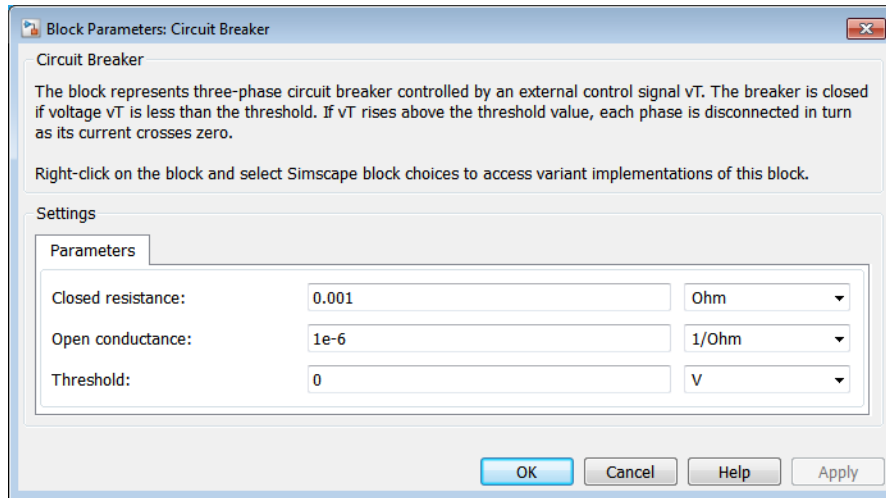 Block Parameters: Circuit Breaker
Circuit Breaker
The block represents three-phase circuit breaker controlled by an external control signal vT. The breaker is closed
if voltage vT is less than the threshold. If vT rises above the threshold value, each phase is disconnected in turn
as its current crosses zero.
Right-click on the block and select Simscape block choices to access variant implementations of this block.
Settings
Parameters
Closed resistance: 0.001 Ohm
Open conductance: 1e-6 1/Ohm
Threshold: 0 V
OK Cancel Help Apply